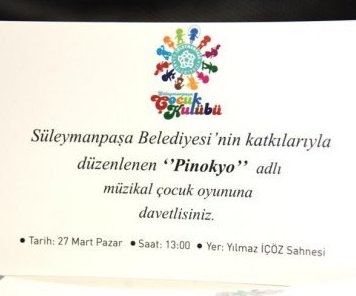 Süleymanpaşa
Çocuk
Kulübü
Süleymanpaşa Belediyesi'nin katkılarıyla
düzenlenen ‘’Pinokyo’’ adlı
müzikal çocuk oyununa
davetlisiniz.
• Tarih: 27 Mart Pazar • Saat: 13:00 • Yer: Yılmaz İÇÖZ Sahnesi